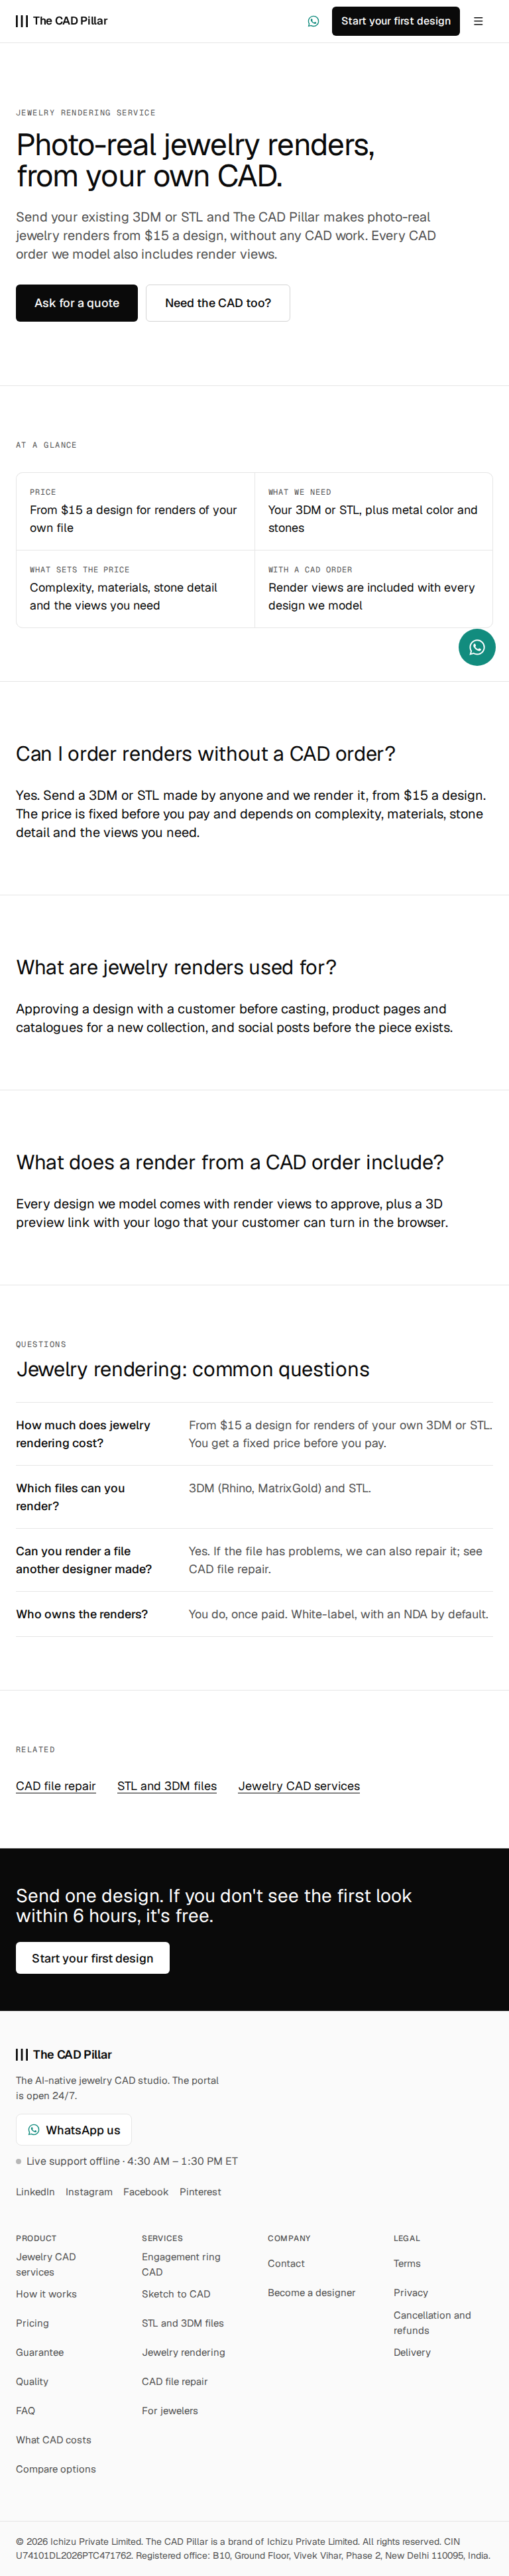 The CAD Pillar
Start your first design
JEWELRY RENDERING SERVICE
Photo-real jewelry renders,
from your own CAD.
Send your existing 3DM or STL and The CAD Pillar makes photo-real
jewelry renders from $15 a design, without any CAD work. Every CAD
order we model also includes render views.
Ask for a quote
Need the CAD too?
AT A GLANCE
PRICE
From $15 a design for renders of your
own file
WHAT WE NEED
Your 3DM or STL, plus metal color and
stones
WHAT SETS THE PRICE
Complexity, materials, stone detail
and the views you need
WITH A CAD ORDER
Render views are included with every
design we model
Can I order renders without a CAD order?
Yes. Send a 3DM or STL made by anyone and we render it, from $15 a design.
The price is fixed before you pay and depends on complexity, materials, stone
detail and the views you need.
What are jewelry renders used for?
Approving a design with a customer before casting, product pages and
catalogues for a new collection, and social posts before the piece exists.
What does a render from a CAD order include?
Every design we model comes with render views to approve, plus a 3D
preview link with your logo that your customer can turn in the browser.
QUESTIONS
Jewelry rendering: common questions
How much does jewelry
rendering cost?
From $15 a design for renders of your own 3DM or STL.
You get a fixed price before you pay.
Which files can you
render?
3DM (Rhino, MatrixGold) and STL.
Can you render a file
another designer made?
Yes. If the file has problems, we can also repair it; see
CAD file repair.
Who owns the renders?
You do, once paid. White-label, with an NDA by default.
RELATED
CAD file repair
STL and 3DM files
Jewelry CAD services
Send one design. If you don't see the first look
within 6 hours, it's free.
Start your first design
The CAD Pillar
The AI-native jewelry CAD studio. The portal
is open 24/7.
WhatsApp us
Live support offline · 4:30 AM – 1:30 PM ET
LinkedIn
Instagram
Facebook
Pinterest
PRODUCT
Jewelry CAD
services
How it works
Pricing
Guarantee
Quality
FAQ
What CAD costs
Compare options
SERVICES
Engagement ring
CAD
Sketch to CAD
STL and 3DM files
Jewelry rendering
CAD file repair
For jewelers
COMPANY
Contact
Become a designer
LEGAL
Terms
Privacy
Cancellation and
refunds
Delivery
© 2026 Ichizu Private Limited. The CAD Pillar is a brand of Ichizu Private Limited. All rights reserved. CIN
U74101DL2026PTC471762. Registered office: B10, Ground Floor, Vivek Vihar, Phase 2, New Delhi 110095, India.